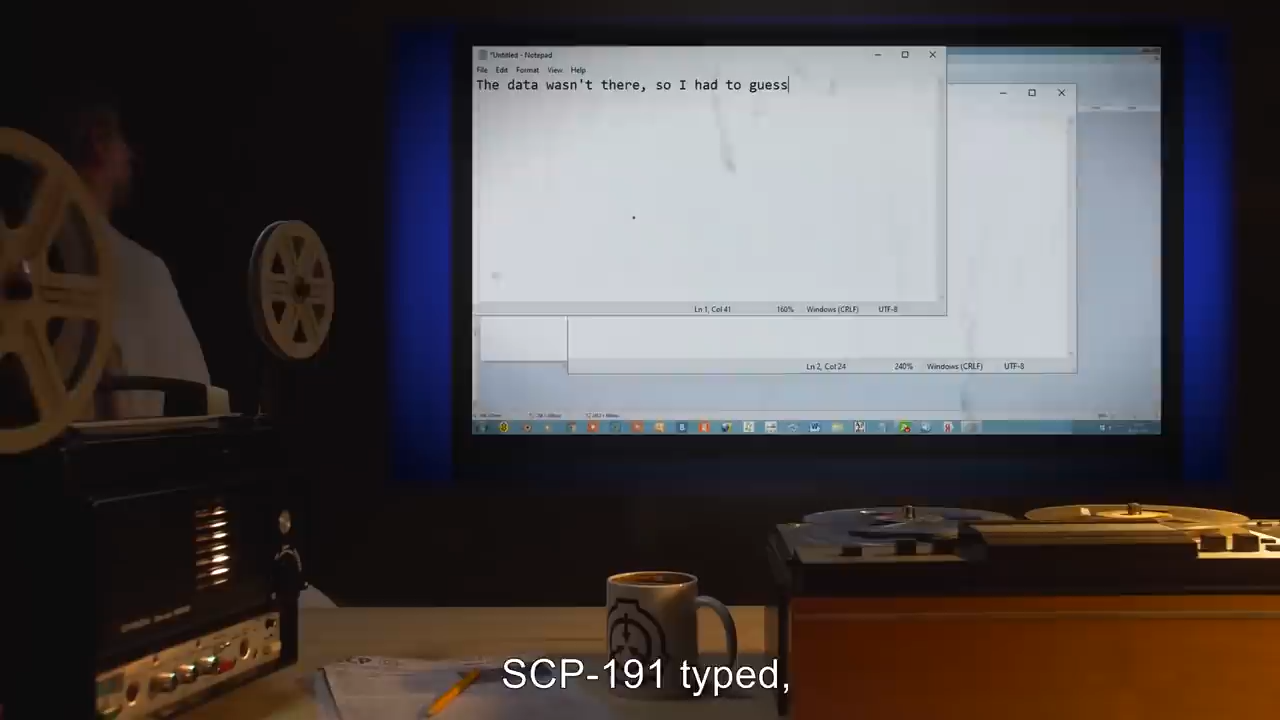 *Untitled - Notepad
File Edit Format View Help
The data wasn't there, so I had to guess
Ln 1, Col 41 160% Windows (CRLF) UTF-8
Ln 2, Col 24 240% Windows (CRLF) UTF-8
SCP-191 typed,